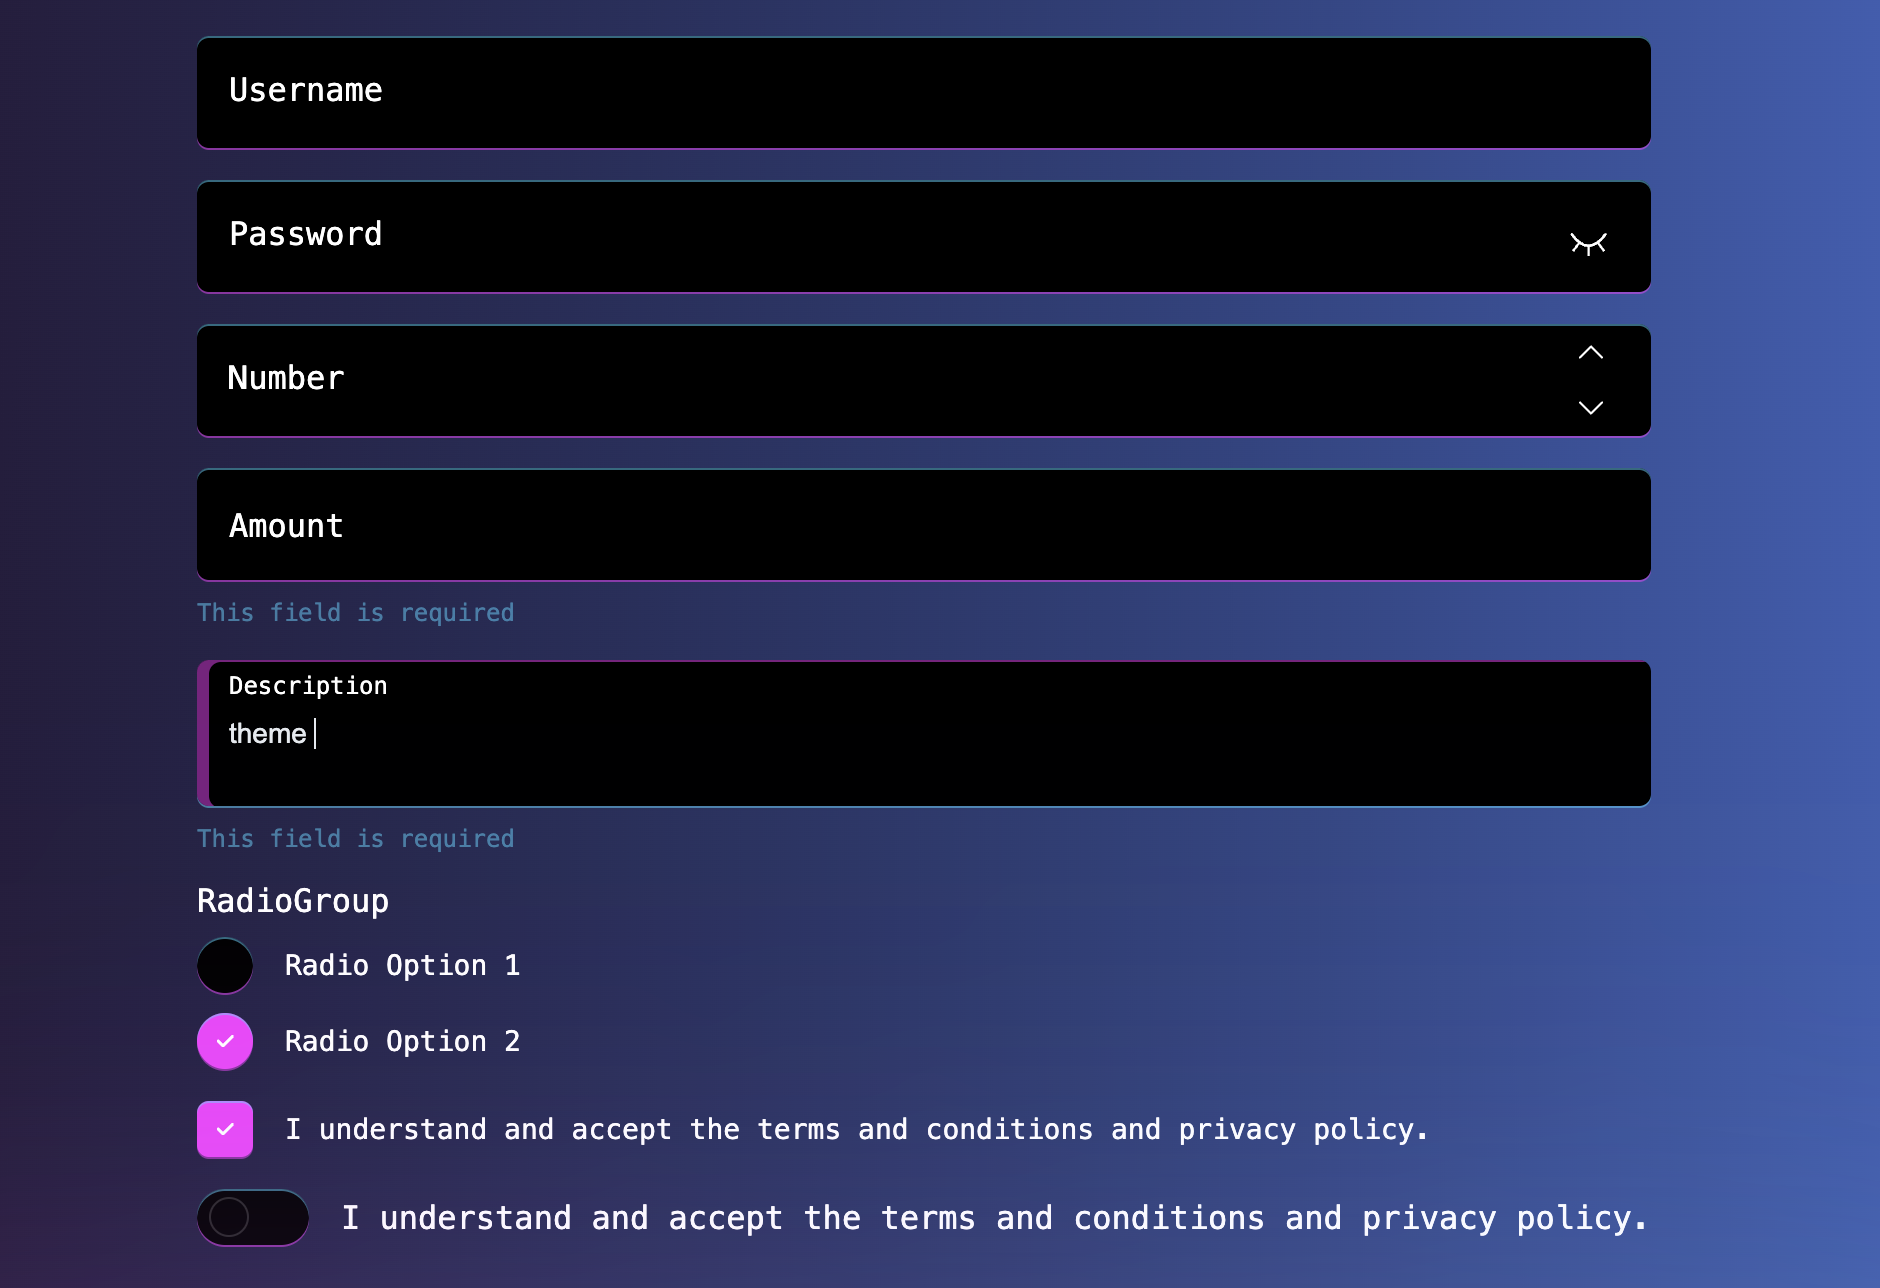 Username
Password
Number
Amount
This field is required
Description
theme
This field is required
RadioGroup
Radio Option 1
Radio Option 2
I understand and accept the terms and conditions and privacy policy.
I understand and accept the terms and conditions and privacy policy.